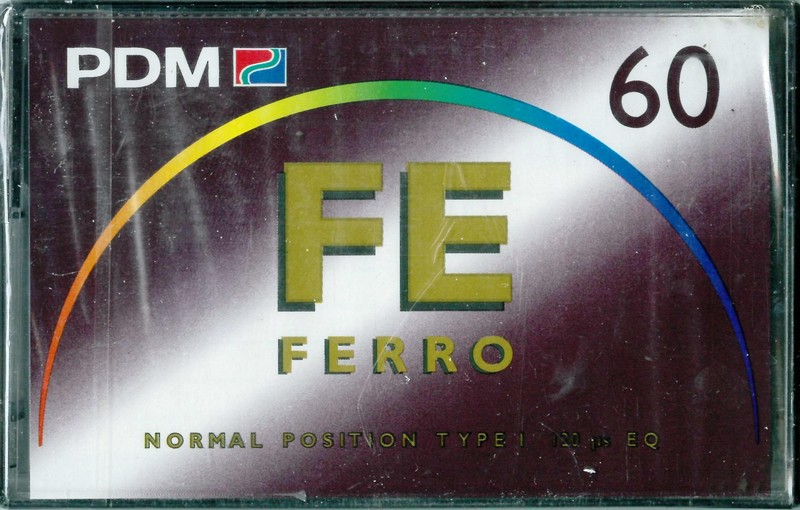 PDM
60
FE
FERRO
NORMAL POSITION TYPE I 120 µs EQ